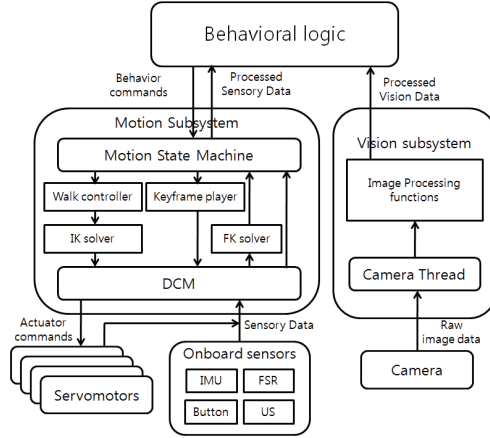 Behavioral logic
Behavior
commands
Processed
Sensory Data
Processed
Vision Data
Motion Subsystem
Motion State Machine
Walk controller
Keyframe player
IK solver
FK solver
DCM
Vision subsystem
Image Processing
functions
Camera Thread
Actuator
commands
Sensory Data
Raw
image data
Servomotors
Onboard sensors
IMU
FSR
Button
US
Camera